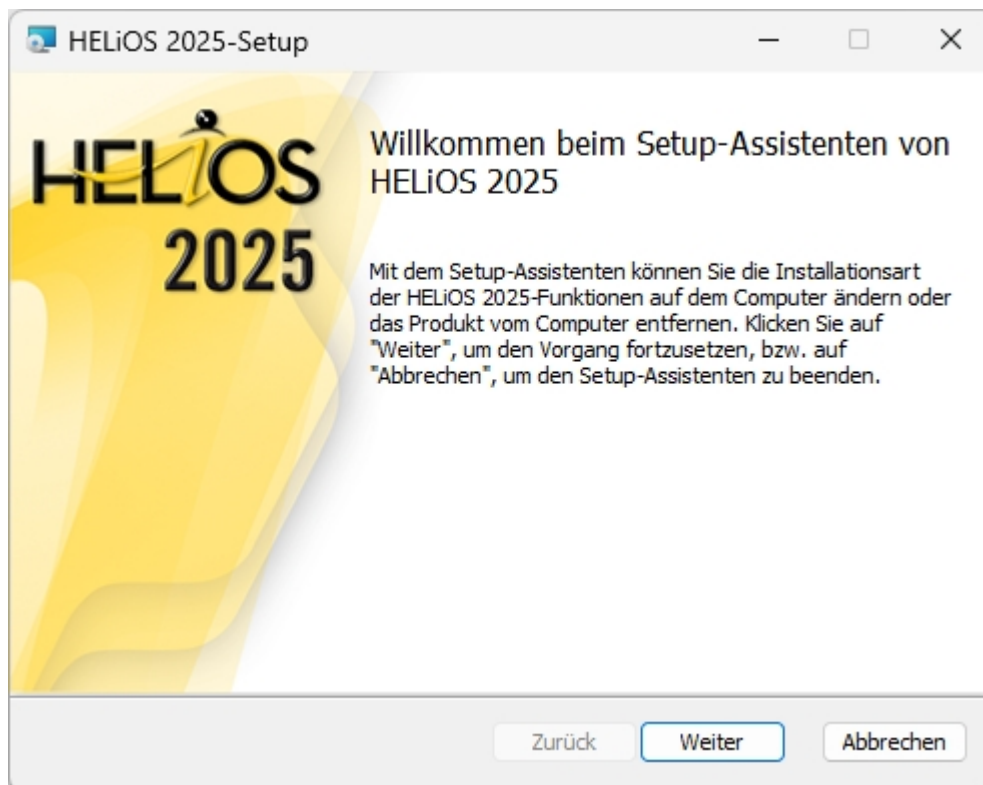 HELiOS 2025-Setup
HELiOS
2025
Willkommen beim Setup-Assistenten von
HELiOS 2025
Mit dem Setup-Assistenten können Sie die Installationsart
der HELiOS 2025-Funktionen auf dem Computer ändern oder
das Produkt vom Computer entfernen. Klicken Sie auf
"Weiter", um den Vorgang fortzusetzen, bzw. auf
"Abbrechen", um den Setup-Assistenten zu beenden.
Zurück Weiter Abbrechen